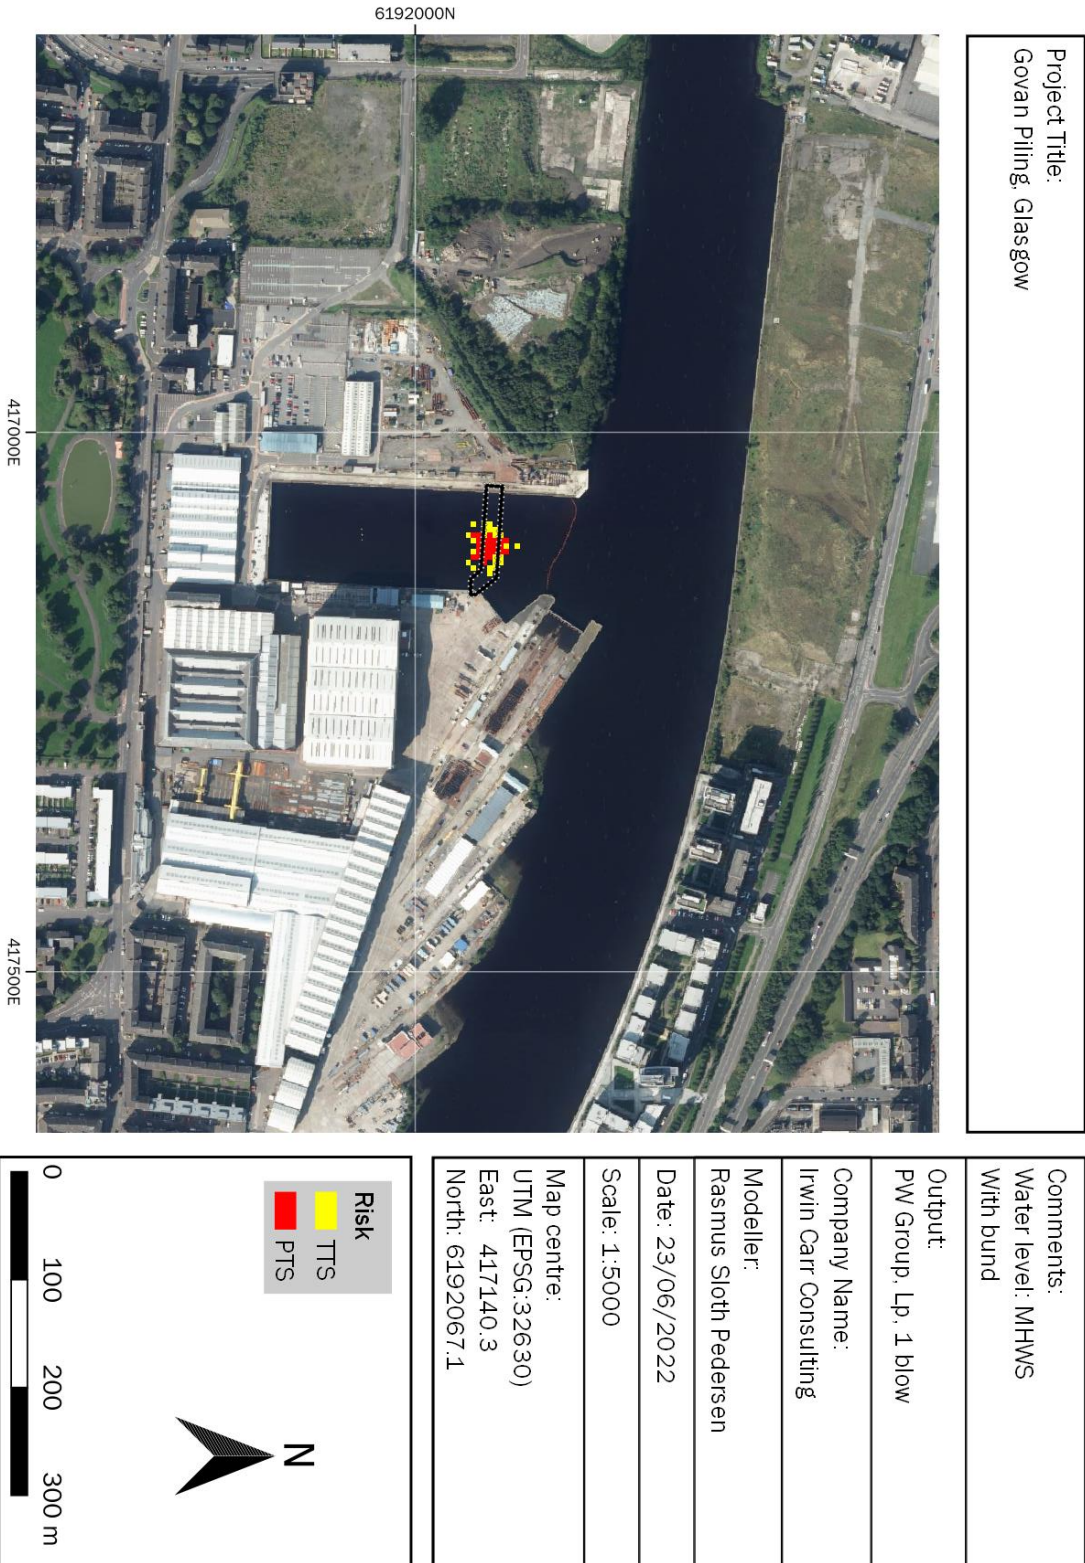 Project Title:
Govan Piling, Glasgow
6192000N
417000E
417500E
Comments:
Water level: MHWS
With bund
Output:
PW Group, Lp, 1 blow
Company Name:
Irwin Carr Consulting
Modeller:
Rasmus Sloth Pedersen
Date: 23/06/2022
Scale: 1:5000
Map centre:
UTM (EPSG:32630)
East: 417140.3
North: 6192067.1
Risk
TTS
PTS
N
0 100 200 300 m